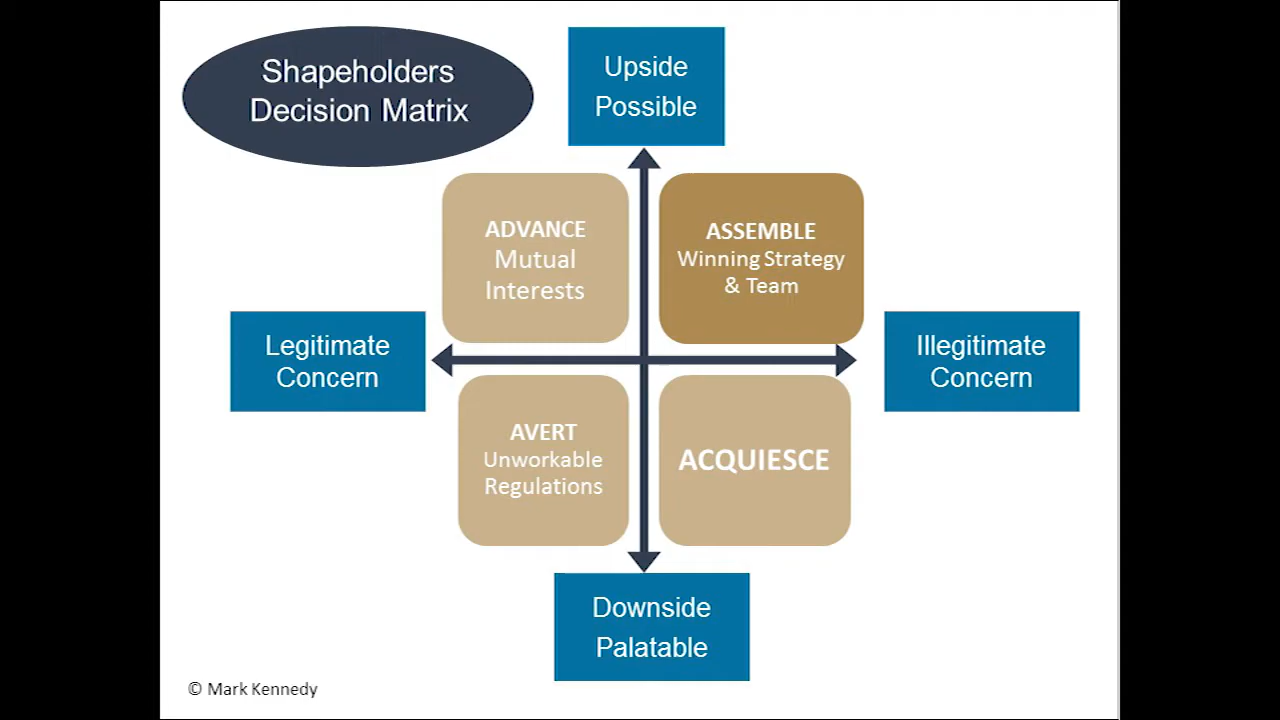 Shapeholders
Decision Matrix
Upside
Possible
ADVANCE
Mutual
Interests
ASSEMBLE
Winning Strategy
& Team
Legitimate
Concern
Illegitimate
Concern
AVERT
Unworkable
Regulations
ACQUIESCE
Downside
Palatable
© Mark Kennedy